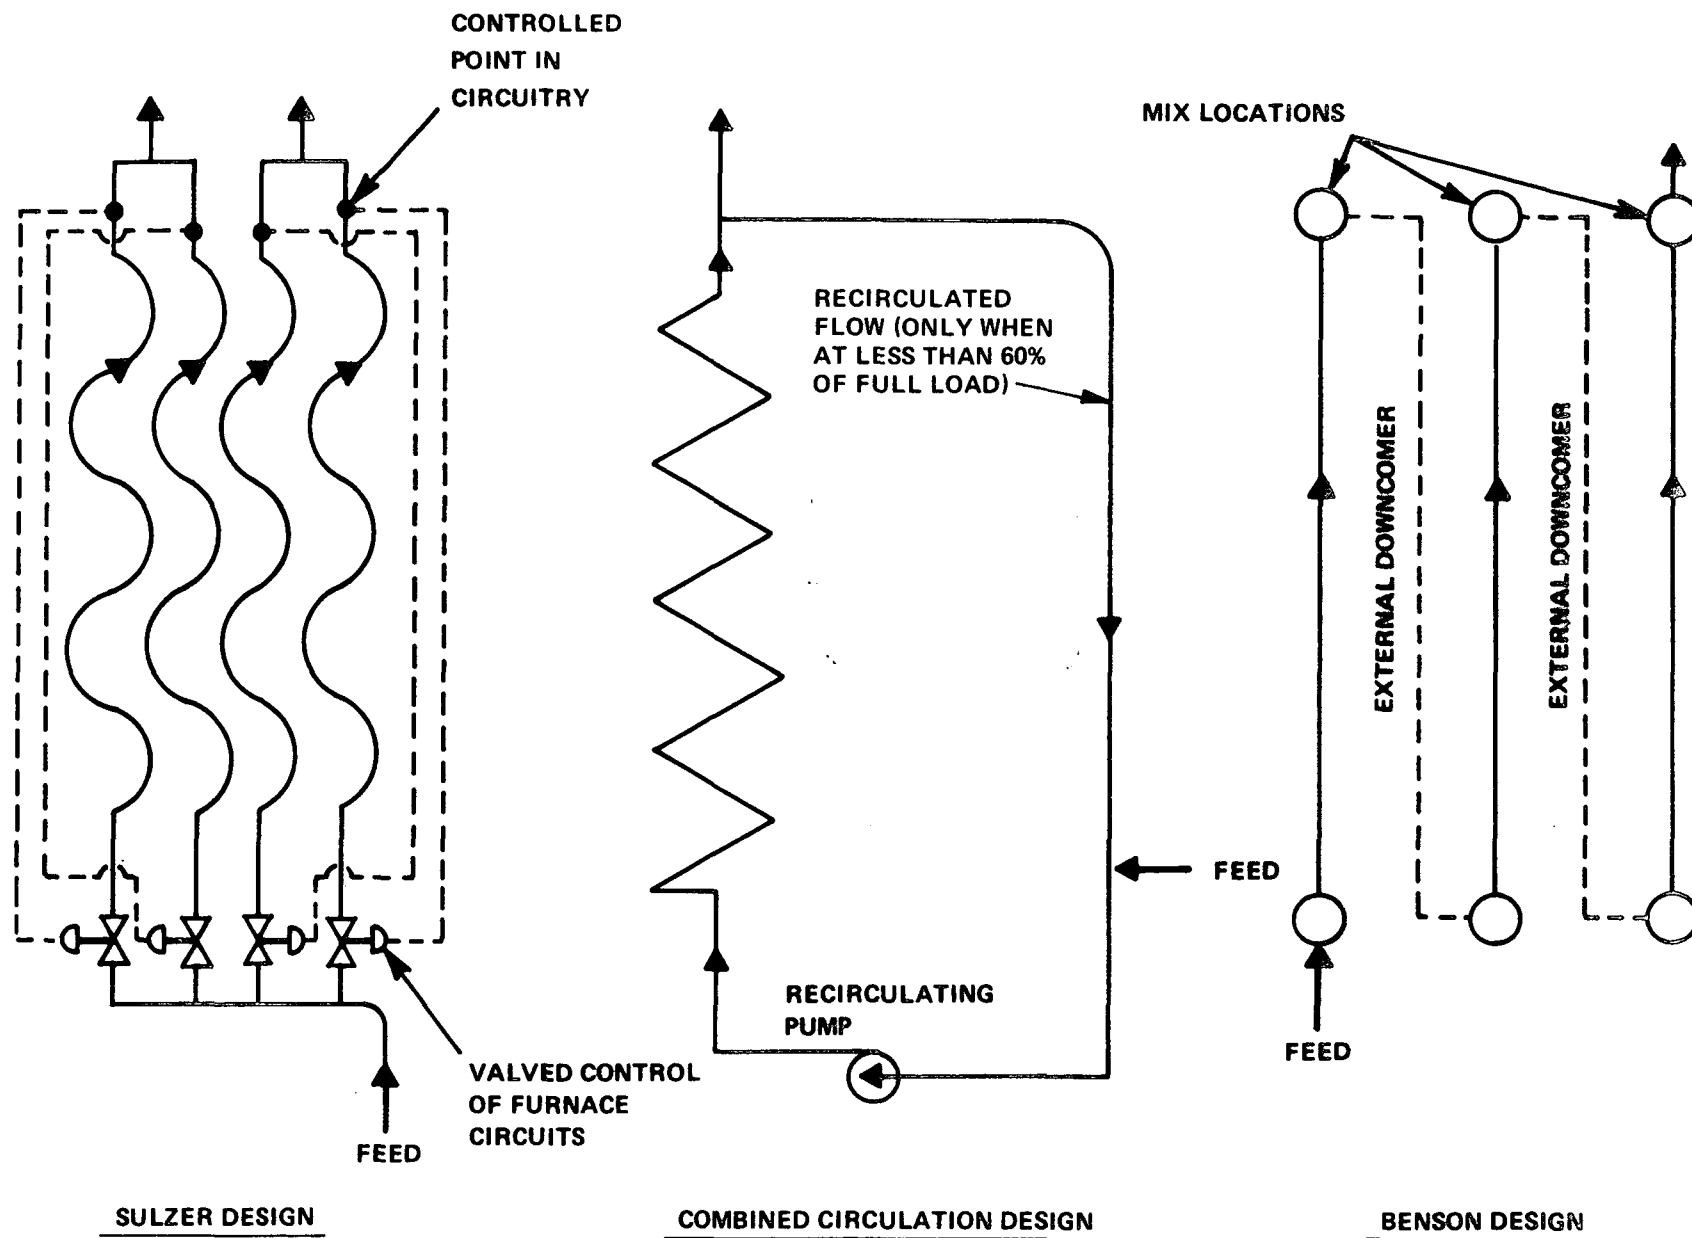 CONTROLLED
POINT IN
CIRCUITRY
VALVED CONTROL
OF FURNACE
CIRCUITS
FEED
SULZER DESIGN
RECIRCULATED
FLOW (ONLY WHEN
AT LESS THAN 60%
OF FULL LOAD)
FEED
RECIRCULATING
PUMP
COMBINED CIRCULATION DESIGN
MIX LOCATIONS
EXTERNAL DOWNCOMER
EXTERNAL DOWNCOMER
FEED
BENSON DESIGN